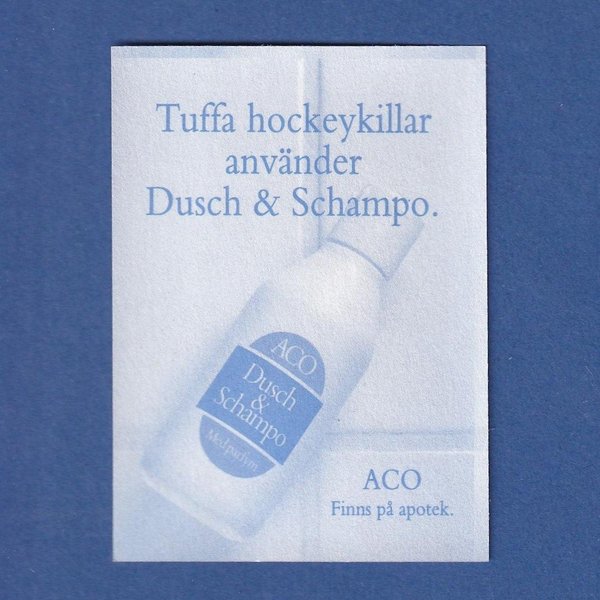 Tuffa hockeykillar
använder
Dusch & Schampo.
ACO
Dusch
&
Schampo
Med parfym
ACO
Finns på apotek.